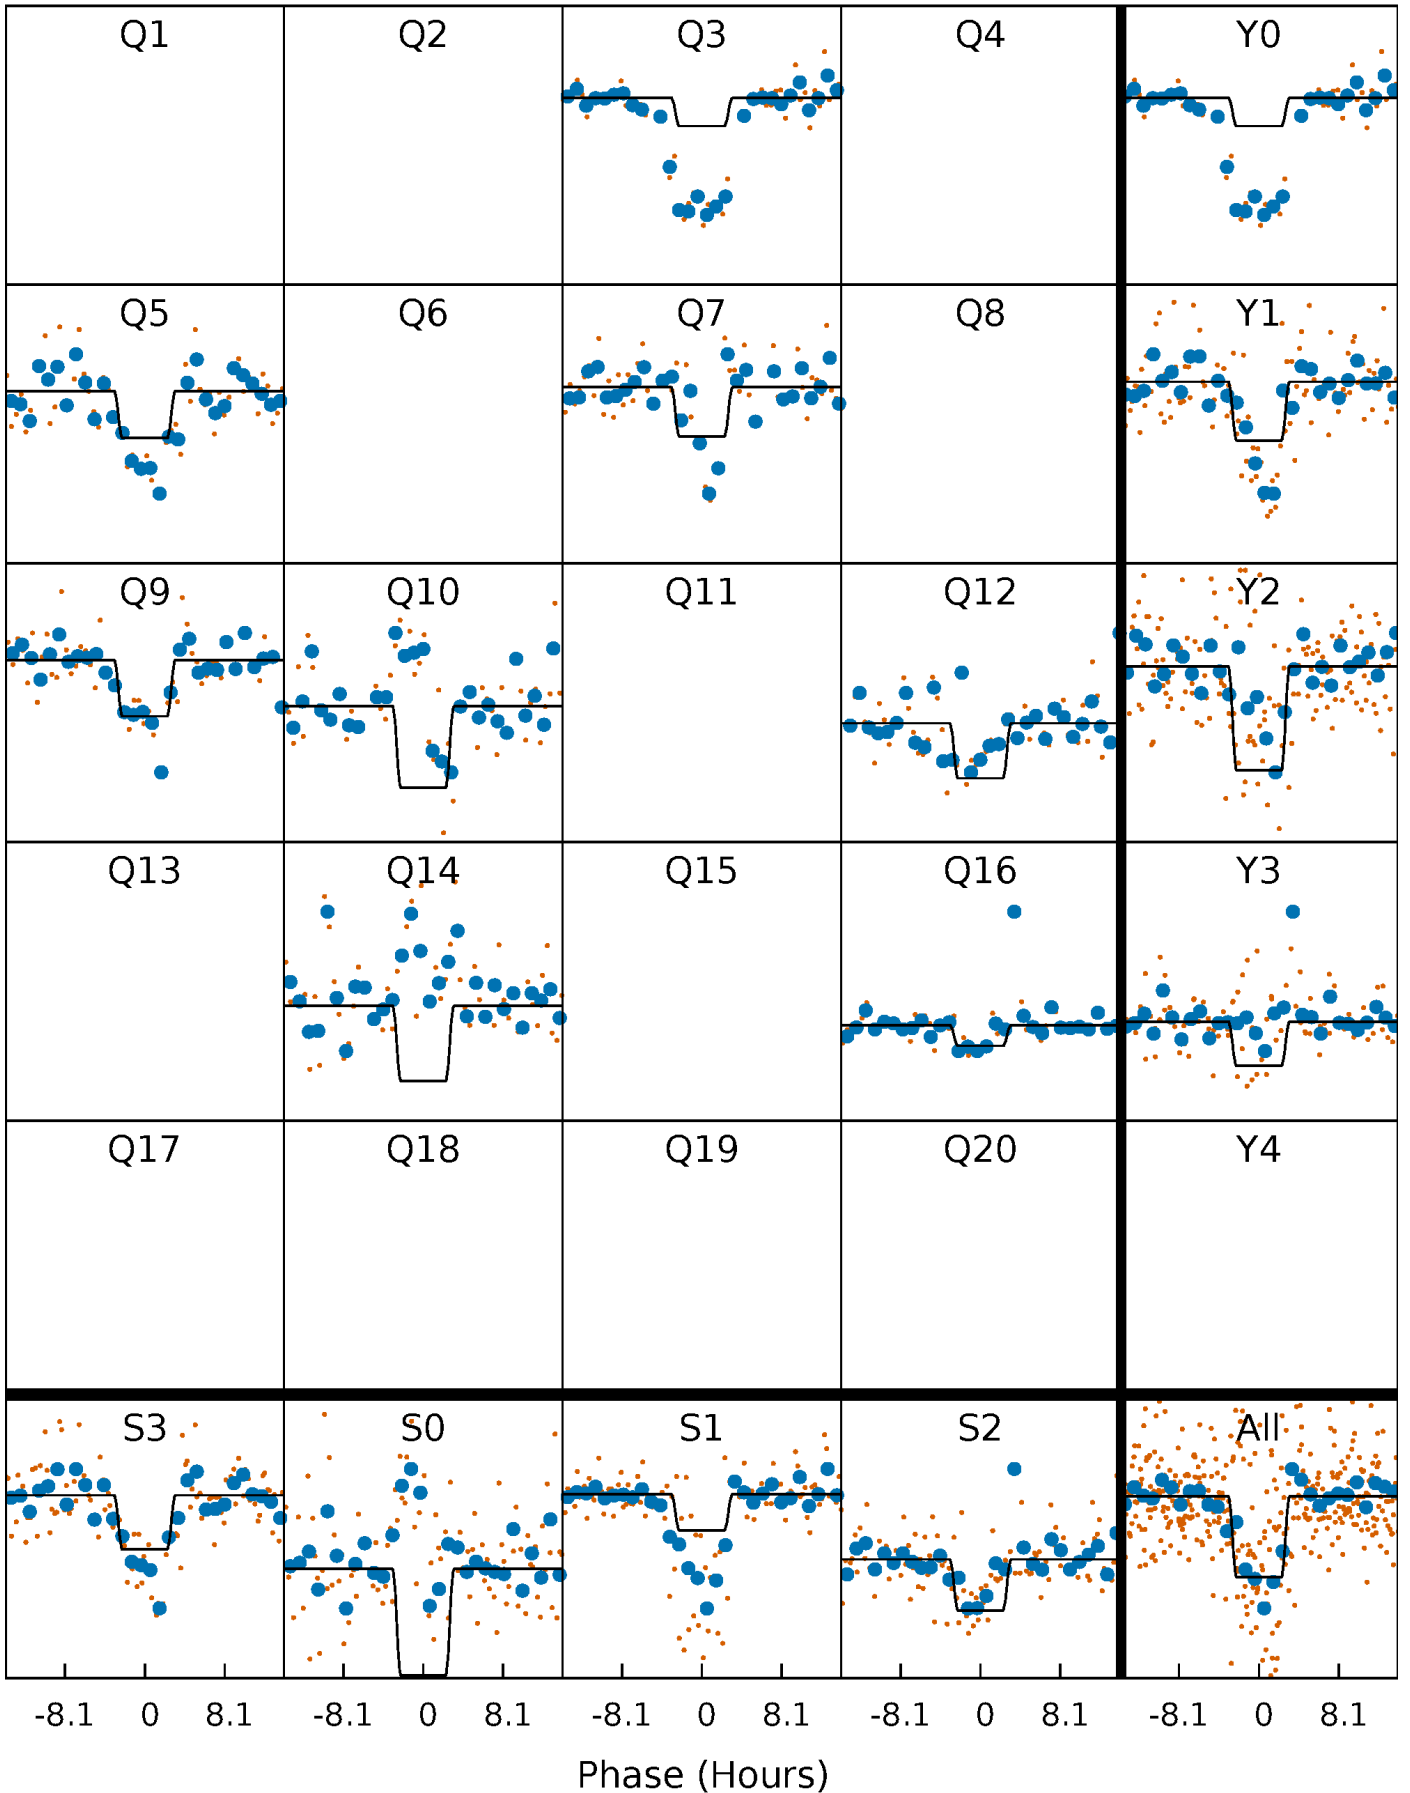 Q1 Q2 Q3 Q4 Y0
Q5 Q6 Q7 Q8 Y1
Q9 Q10 Q11 Q12 Y2
Q13 Q14 Q15 Q16 Y3
Q17 Q18 Q19 Q20 Y4
S3 S0 S1 S2 All
-8.1 0 8.1 -8.1 0 8.1 -8.1 0 8.1 -8.1 0 8.1 -8.1 0 8.1
Phase (Hours)